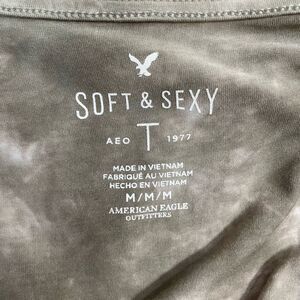 SOFT & SEXY
AEO T 1977
MADE IN VIETNAM
FABRIQUÉ AU VIETNAM
HECHO EN VIETNAM
M/M/M
AMERICAN EAGLE
OUTFITTERS